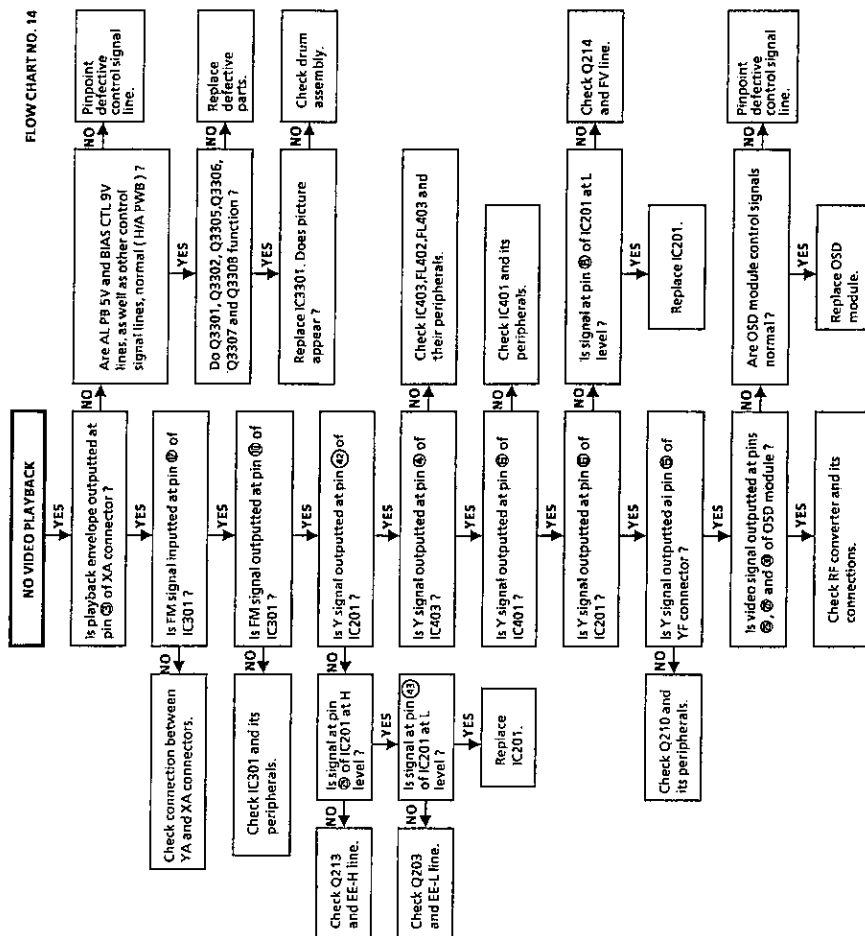 FLOW CHART NO. 14
NO VIDEO PLAYBACK
YES
Is playback envelope outputted at
pin ③ of XA connector ?
NO
Are AL PB 5V and BIAS CTL 9V
lines, as well as other control
signal lines, normal ( H/A PWB ) ?
NO
Pinpoint
defective
control signal
line.
YES
Do Q3301, Q3302, Q3305,Q3306,
Q3307 and Q3308 function ?
NO
Replace
defective
parts.
YES
Replace IC3301. Does picture
appear ?
NO
Check drum
assembly.
YES
Is FM signal inputted at pin of
IC301 ?
NO
Check connection between
YA and XA connectors.
YES
Is FM signal outputted at pin of
IC301 ?
NO
Check IC301 and its
peripherals.
YES
Is Y signal outputted at pin ㊷ of
IC201 ?
NO
Is signal at pin
of IC201 at H
level ?
NO
Check Q213
and EE-H line.
YES
Is signal at pin ㊸
of IC201 at L
level ?
NO
Check Q203
and EE-L line.
YES
Replace
IC201.
YES
Is Y signal outputted at pin of
IC403 ?
NO
Check IC403,FL402,FL403 and
their peripherals.
YES
Is Y signal outputted at pin of
IC401 ?
NO
Check IC401 and its
peripherals.
YES
Is Y signal outputted at pin of
IC201 ?
NO
Is signal at pin of IC201 at L
level ?
NO
Check Q214
and FV line.
YES
Replace IC201.
YES
Is Y signal outputted at pin of
YF connector ?
NO
Check Q210 and
its peripherals.
YES
Is video signal outputted at pins
, and of OSD module ?
NO
Are OSD module control signals
normal ?
NO
Pinpoint
defective
control signal
line.
YES
Replace OSD
module.
YES
Check RF converter and its
connections.